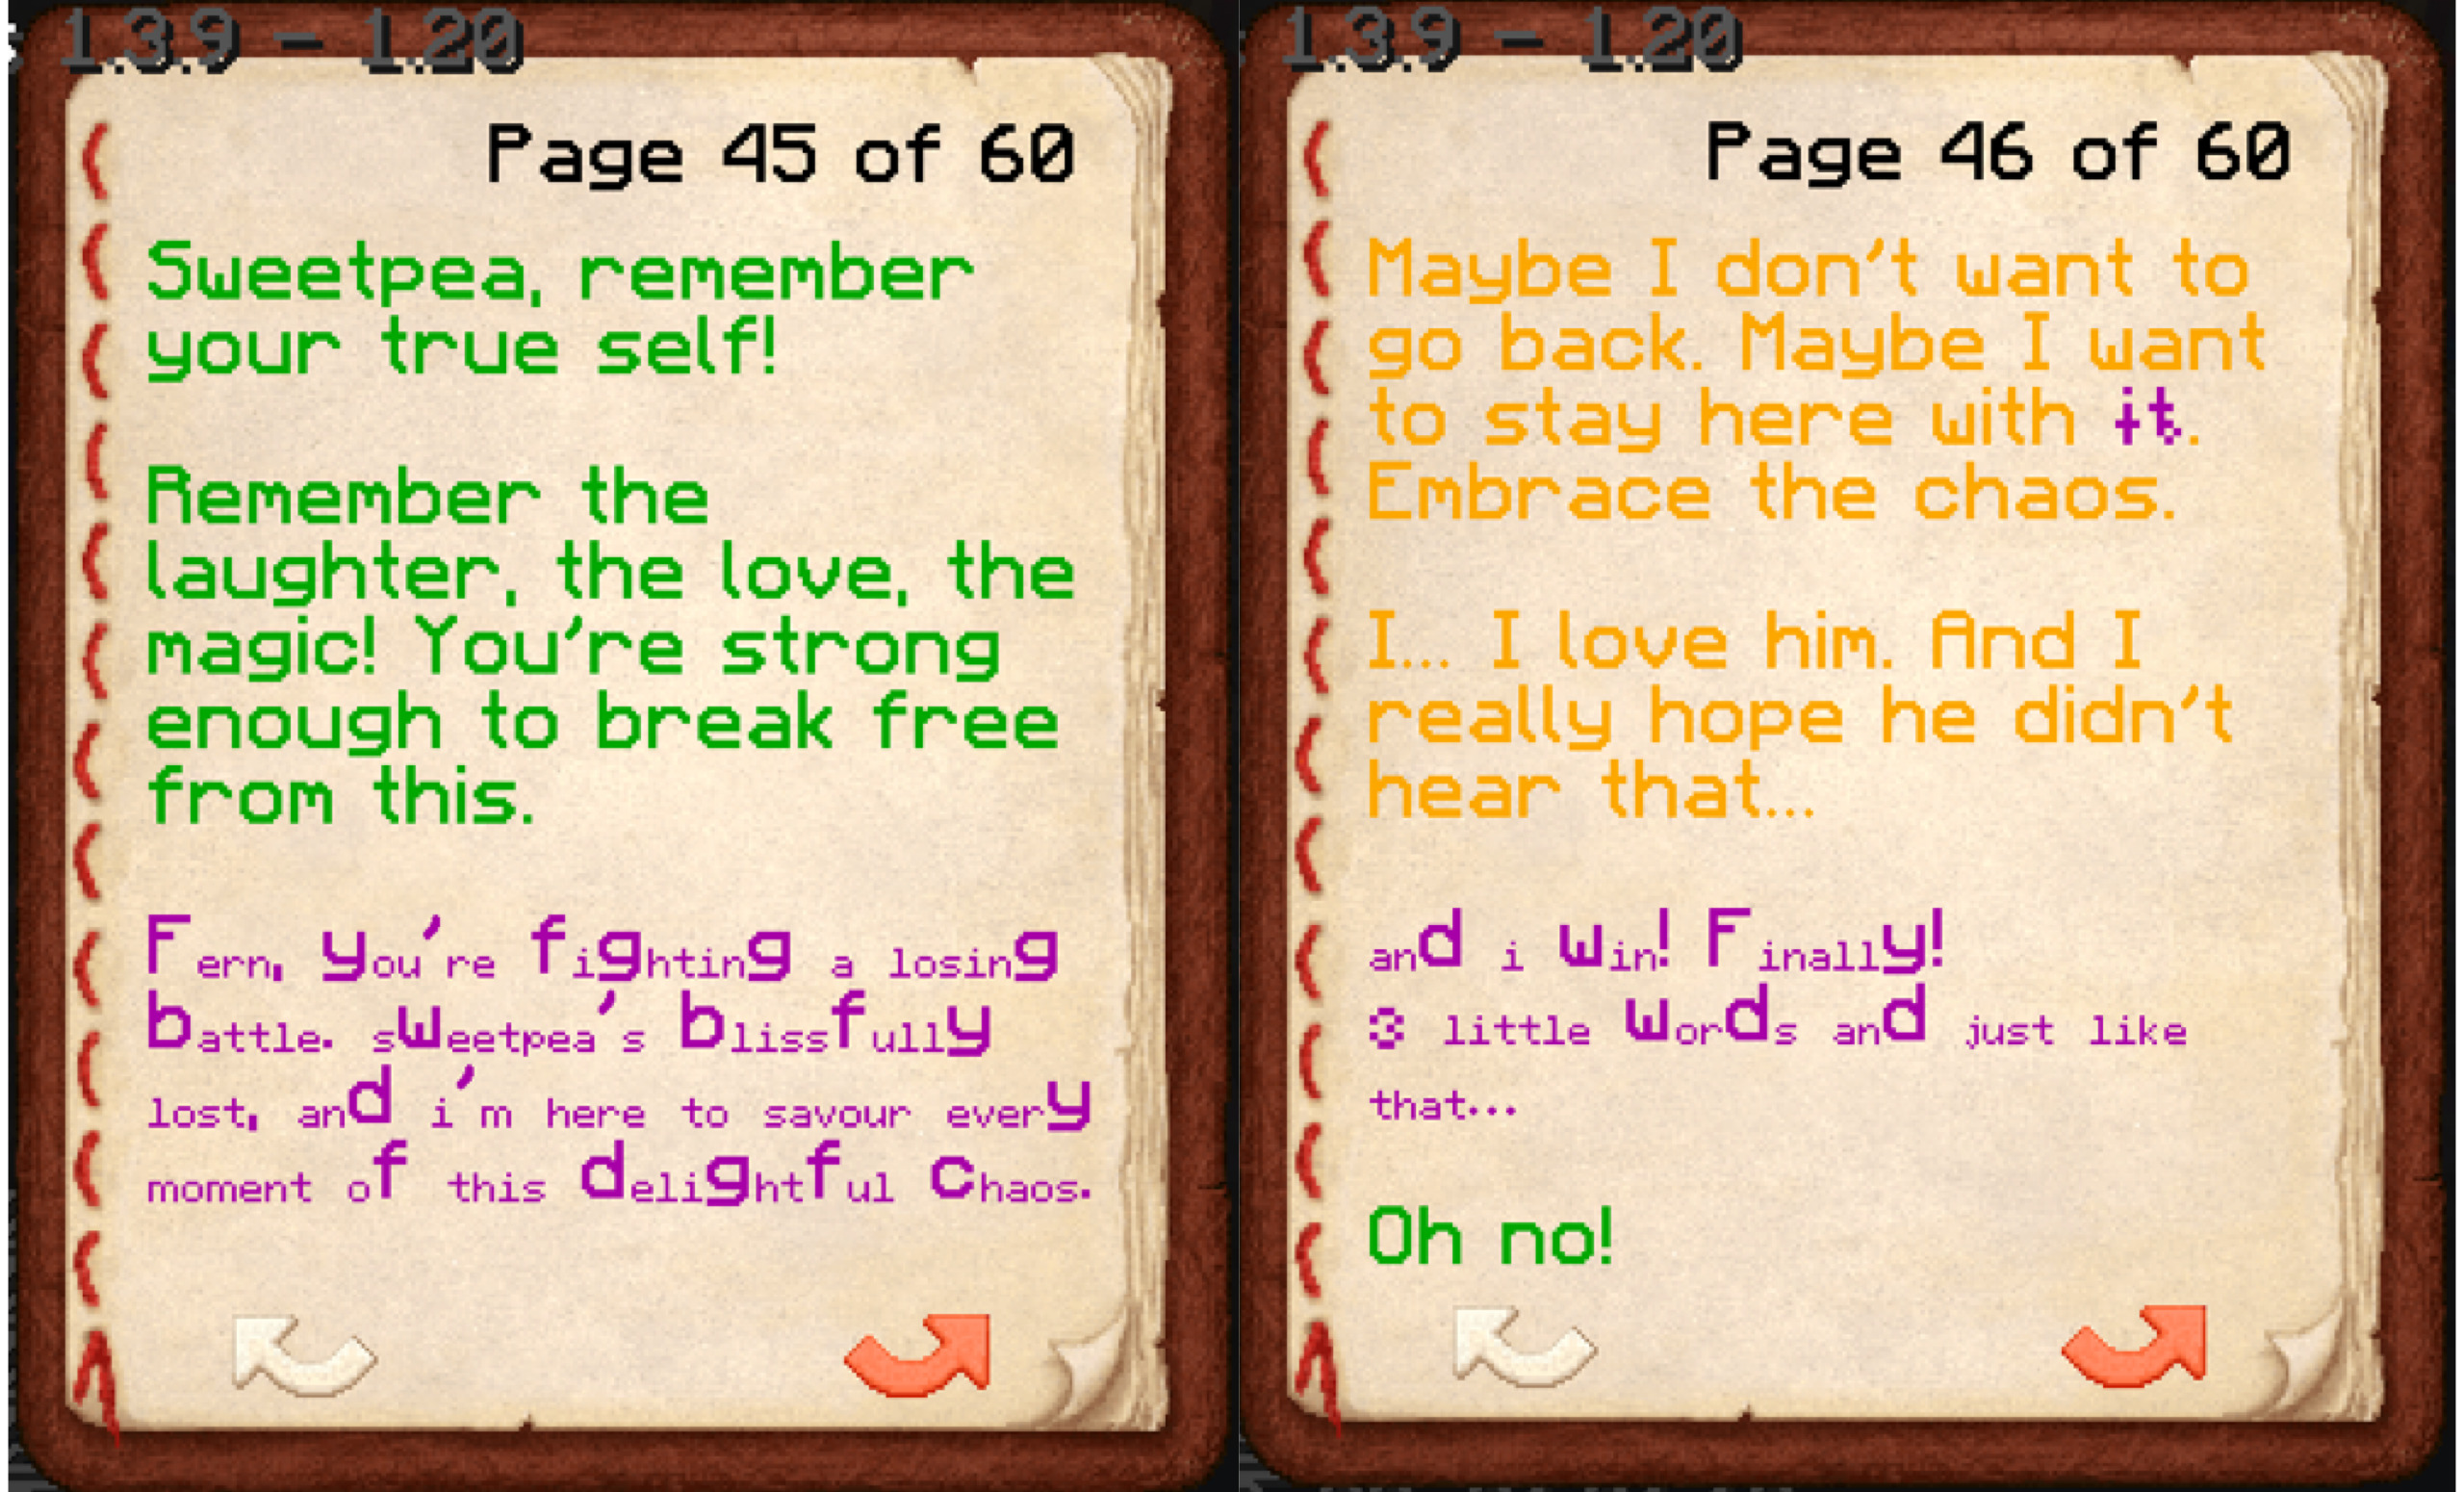 1.3.9 - 1.20
Page 45 of 60
Sweetpea, remember
your true self!
Remember the
laughter, the love, the
magic! You're strong
enough to break free
from this.
Fern, you're fighting a losing
battle. sweetpea's blissfully
lost, and i'm here to savour every
moment of this delightful chaos.
1.3.9 - 1.20
Page 46 of 60
Maybe I don't want to
go back. Maybe I want
to stay here with it.
Embrace the chaos.
I... I love him. And I
really hope he didn't
hear that...
and i win! Finally!
3 little words and just like
that...
Oh no!